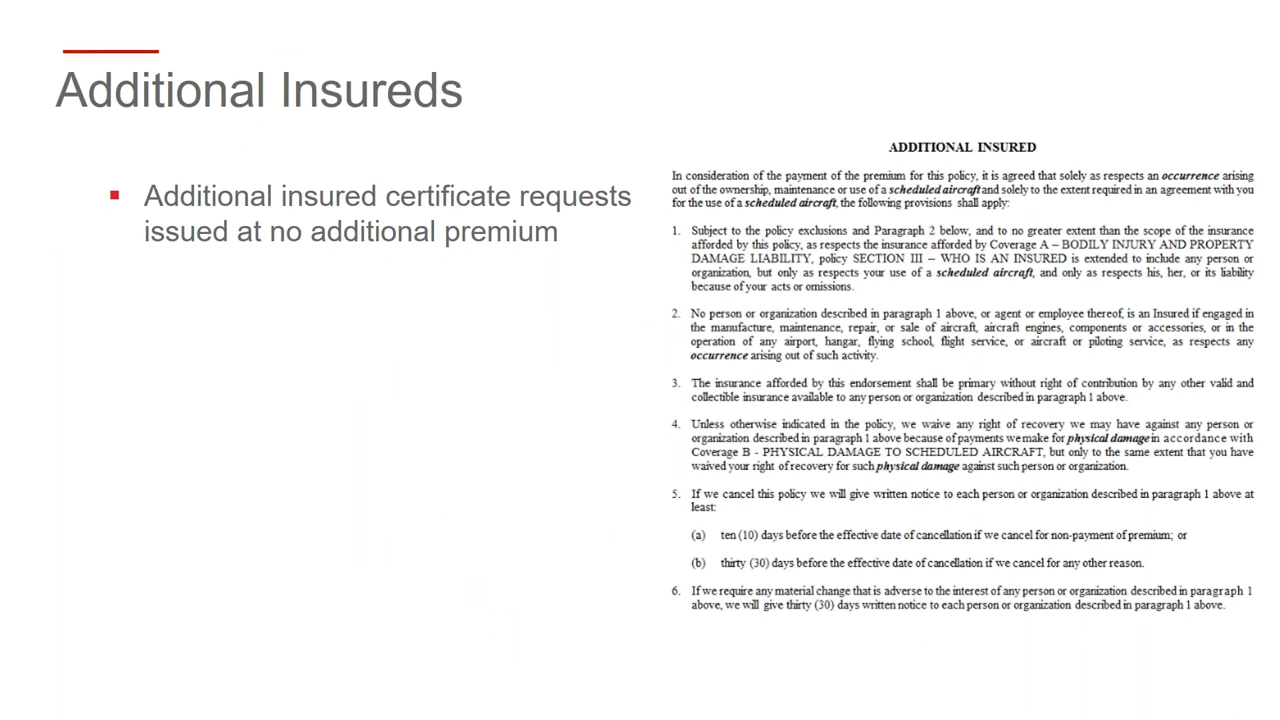 Additional Insureds
Additional insured certificate requests
issued at no additional premium
ADDITIONAL INSURED
In consideration of the payment of the premium for this policy, it is agreed that solely as respects an occurrence arising
out of the ownership, maintenance or use of a scheduled aircraft and solely to the extent required in an agreement with you
for the use of a scheduled aircraft, the following provisions shall apply:
1. Subject to the policy exclusions and Paragraph 2 below, and to no greater extent than the scope of the insurance
afforded by this policy, as respects the insurance afforded by Coverage A – BODILY INJURY AND PROPERTY
DAMAGE LIABILITY, policy SECTION III – WHO IS AN INSURED is extended to include any person or
organization, but only as respects your use of a scheduled aircraft, and only as respects his, her, or its liability
because of your acts or omissions.
2. No person or organization described in paragraph 1 above, or agent or employee thereof, is an Insured if engaged in
the manufacture, maintenance, repair, or sale of aircraft, aircraft engines, components or accessories, or in the
operation of any airport, hangar, flying school, flight service, or aircraft or piloting service, as respects any
occurrence arising out of such activity.
3. The insurance afforded by this endorsement shall be primary without right of contribution by any other valid and
collectible insurance available to any person or organization described in paragraph 1 above.
4. Unless otherwise indicated in the policy, we waive any right of recovery we may have against any person or
organization described in paragraph 1 above because of payments we make for physical damage in accordance with
Coverage B - PHYSICAL DAMAGE TO SCHEDULED AIRCRAFT, but only to the same extent that you have
waived your right of recovery for such physical damage against such person or organization.
5. If we cancel this policy we will give written notice to each person or organization described in paragraph 1 above at
least:
(a) ten (10) days before the effective date of cancellation if we cancel for non-payment of premium; or
(b) thirty (30) days before the effective date of cancellation if we cancel for any other reason.
6. If we require any material change that is adverse to the interest of any person or organization described in paragraph 1
above, we will give thirty (30) days written notice to each person or organization described in paragraph 1 above.